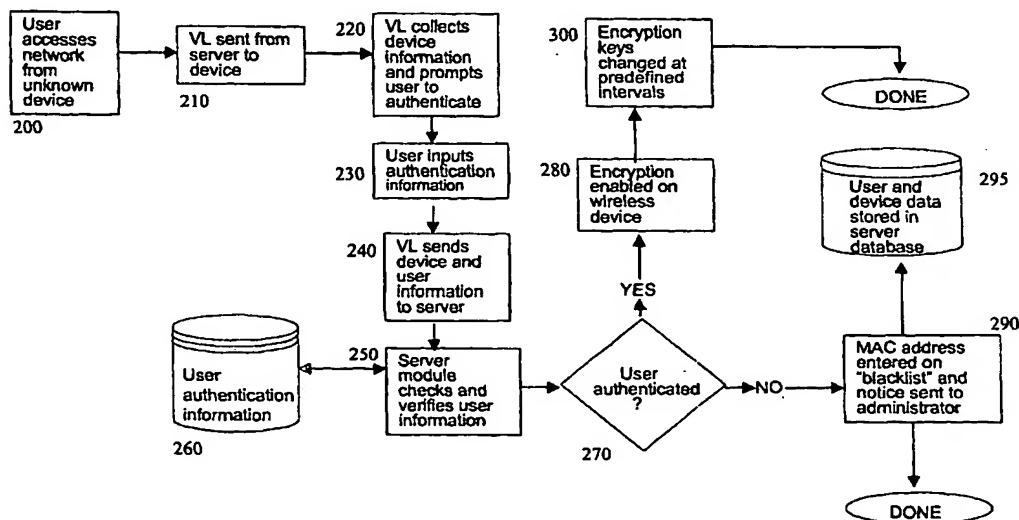 User
accesses
network
from
unknown
device
200
VL sent from
server to
device
210
220
VL collects
device
information
and prompts
user to
authenticate
230
User inputs
authentication
information
240
VL sends
device and
user
information
to server
250
Server
module
checks and
verifies user
information
User
authentication
information
260
User
authenticated
?
270
YES
280
Encryption
enabled on
wireless
device
300
Encryption
keys
changed at
predefined
intervals
DONE
NO
290
MAC address
entered on
"blacklist" and
notice sent to
administrator
295
User and
device data
stored in
server
database
DONE